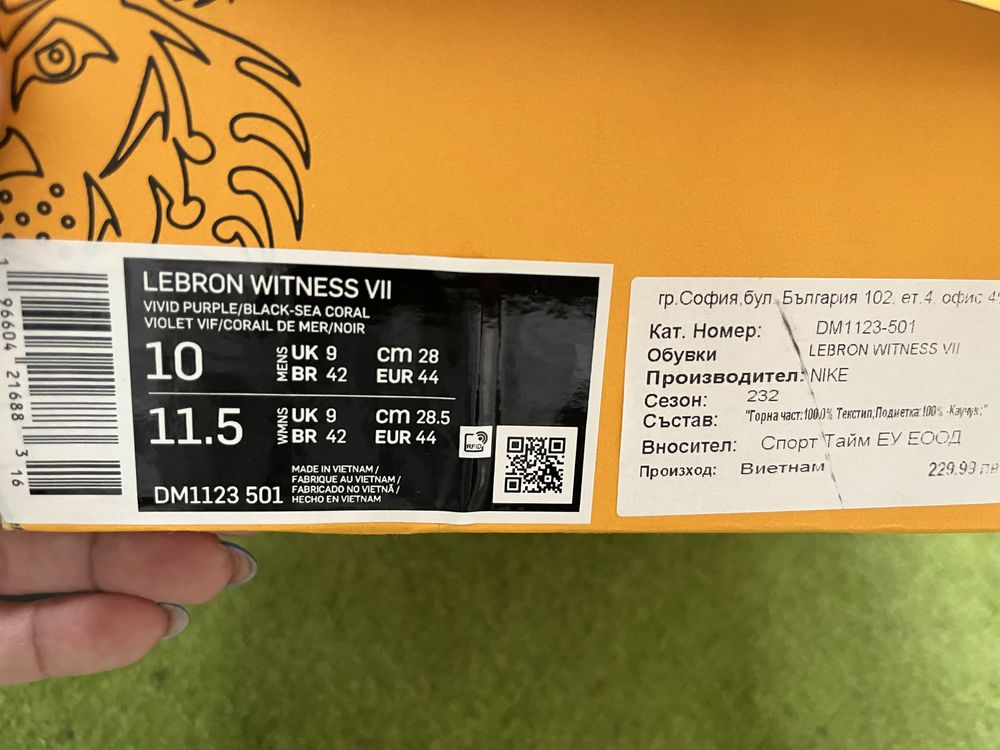 1 96604 21688 3 16
LEBRON WITNESS VII
VIVID PURPLE/BLACK-SEA CORAL
VIOLET VIF/CORAIL DE MER/NOIR
10 MENS UK 9 cm 28
BR 42 EUR 44
11.5 WMNS UK 9 cm 28.5
BR 42 EUR 44
RFID
MADE IN VIETNAM /
FABRIQUE AU VIETNAM /
FABRICADO NO VIETNÃ /
HECHO EN VIETNAM
DM1123 501
гр.София,бул. България 102, ет.4, офис
Кат. Номер: DM1123-501
Обувки LEBRON WITNESS VII
Производител: NIKE
Сезон: 232
Състав: "Горна част:100,0% Текстил;Подметка:100% -Каучук;"
Вносител: Спорт Тайм ЕУ ЕООД
Произход: Виетнам 229.99 лв